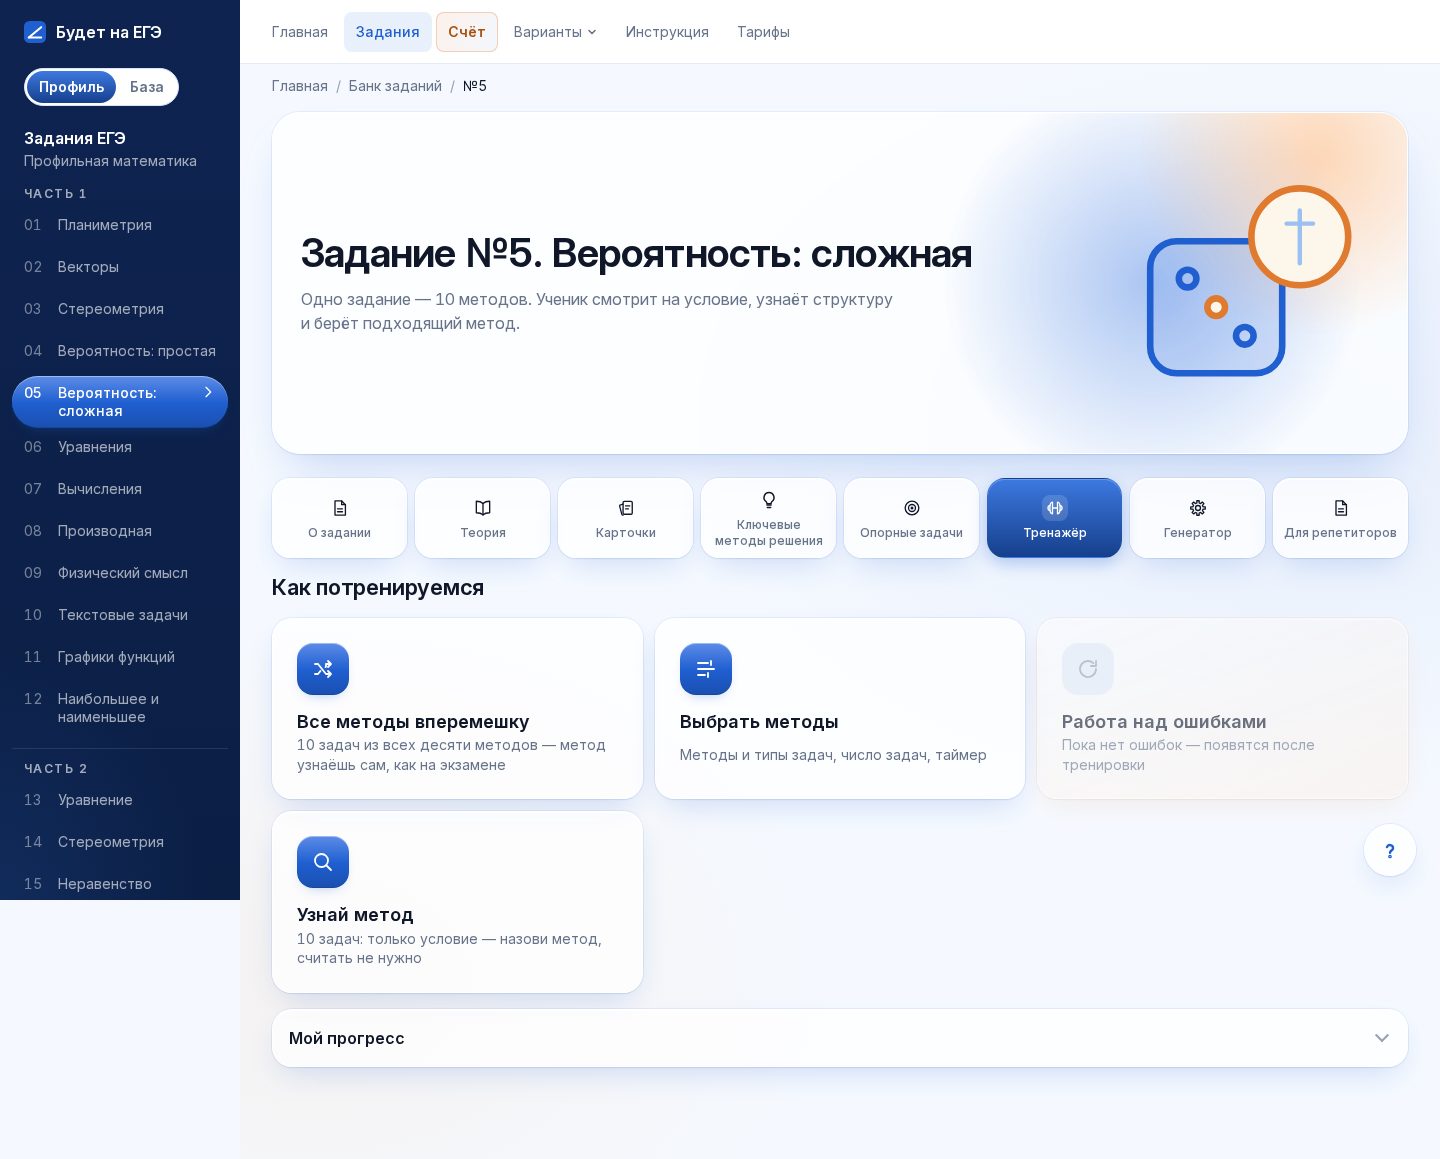 Будет на ЕГЭ
Главная
Задания
Счёт
Варианты
Инструкция
Тарифы
Профиль
База
Задания ЕГЭ
Профильная математика
ЧАСТЬ 1
01 Планиметрия
02 Векторы
03 Стереометрия
04 Вероятность: простая
05 Вероятность:
сложная
06 Уравнения
07 Вычисления
08 Производная
09 Физический смысл
10 Текстовые задачи
11 Графики функций
12 Наибольшее и
наименьшее
ЧАСТЬ 2
13 Уравнение
14 Стереометрия
15 Неравенство
Главная / Банк заданий / №5
Задание №5. Вероятность: сложная
Одно задание — 10 методов. Ученик смотрит на условие, узнаёт структуру
и берёт подходящий метод.
О задании
Теория
Карточки
Ключевые
методы решения
Опорные задачи
Тренажёр
Генератор
Для репетиторов
Как потренируемся
Все методы вперемешку
10 задач из всех десяти методов — метод
узнаёшь сам, как на экзамене
Выбрать методы
Методы и типы задач, число задач, таймер
Работа над ошибками
Пока нет ошибок — появятся после
тренировки
Узнай метод
10 задач: только условие — назови метод,
считать не нужно
?
Мой прогресс